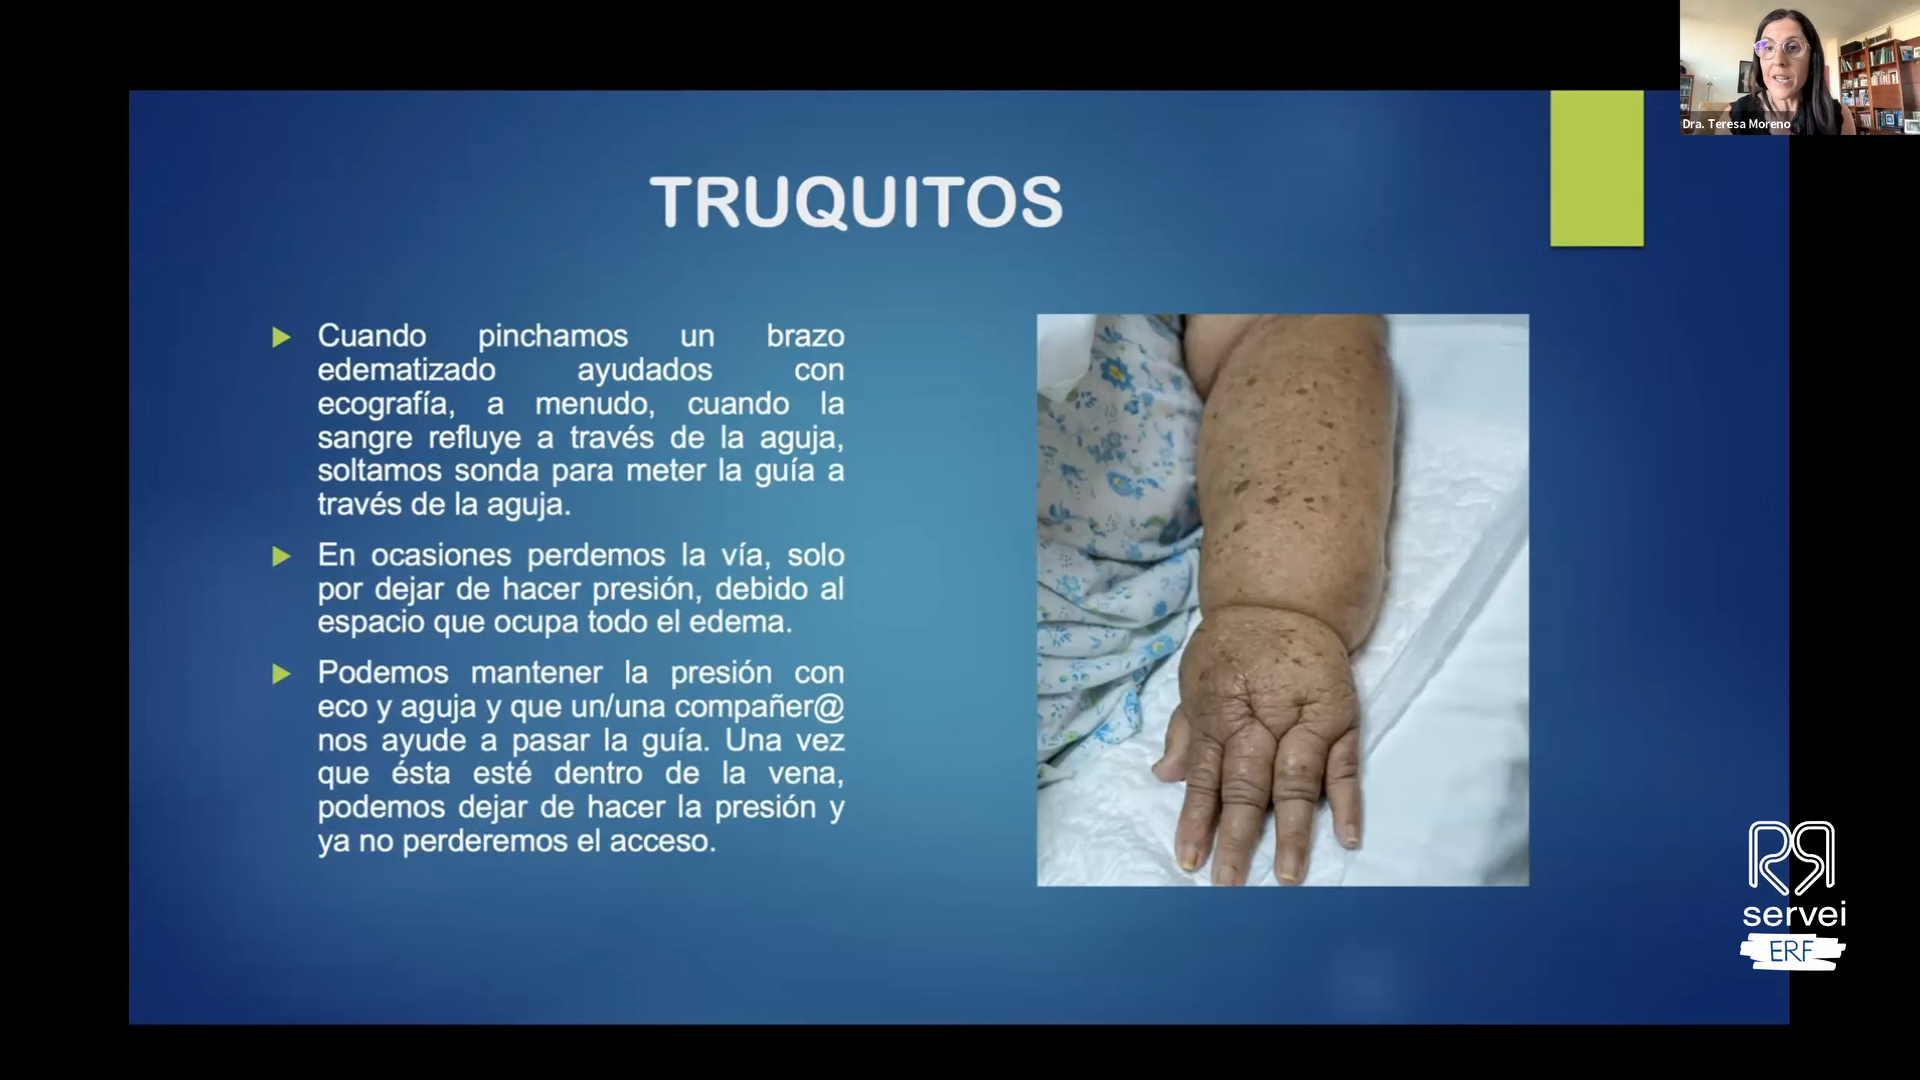 Dra. Teresa Moreno
TRUQUITOS
Cuando pinchamos un brazo
edematizado ayudados con
ecografía, a menudo, cuando la
sangre refluye a través de la aguja,
soltamos sonda para meter la guía a
través de la aguja.
En ocasiones perdemos la vía, solo
por dejar de hacer presión, debido al
espacio que ocupa todo el edema.
Podemos mantener la presión con
eco y aguja y que un/una compañer@
nos ayude a pasar la guía. Una vez
que ésta esté dentro de la vena,
podemos dejar de hacer la presión y
ya no perderemos el acceso.
servei
ERF